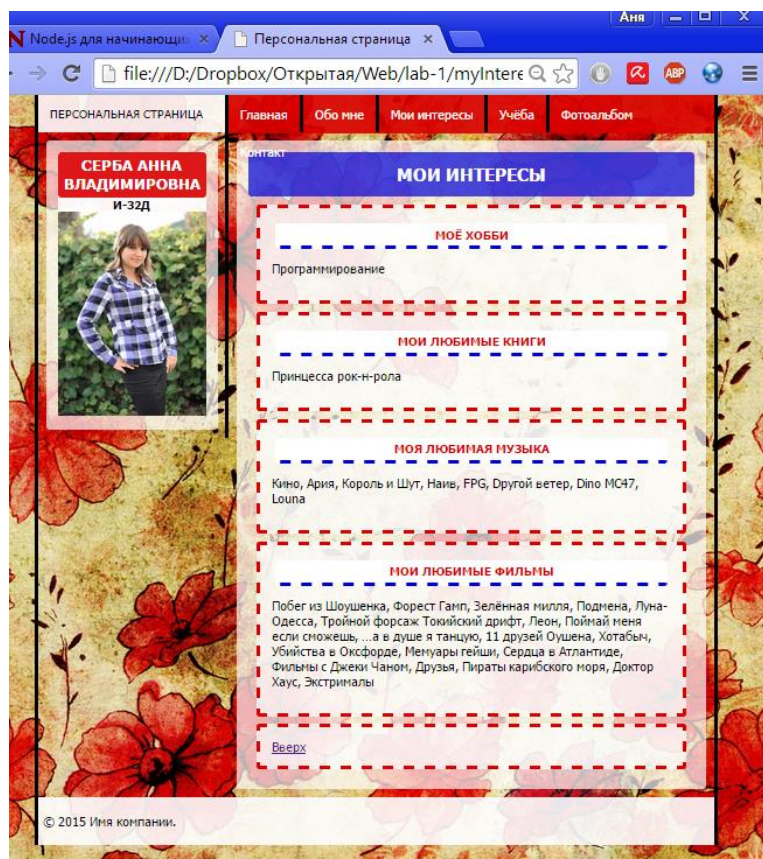 Аня
Node.js для начинающи
Персональная страница
file:///D:/Dropbox/Открытая/Web/lab-1/myIntere
ABP
ПЕРСОНАЛЬНАЯ СТРАНИЦА
Главная
Обо мне
Мои интересы
Учёба
Фотоальбом
Контакт
СЕРБА АННА
ВЛАДИМИРОВНА
И-32Д
МОИ ИНТЕРЕСЫ
МОЁ ХОББИ
Программирование
МОИ ЛЮБИМЫЕ КНИГИ
Принцесса рок-н-рола
МОЯ ЛЮБИМАЯ МУЗЫКА
Кино, Ария, Король и Шут, Наив, FPG, Другой ветер, Dino MC47,
Louna
МОИ ЛЮБИМЫЕ ФИЛЬМЫ
Побег из Шоушенка, Форест Гамп, Зелённая милля, Подмена, Луна-
Одесса, Тройной форсаж Токийский дрифт, Леон, Поймай меня
если сможешь, ...а в душе я танцую, 11 друзей Оушена, Хотабыч,
Убийства в Оксфорде, Мемуары гейши, Сердца в Атлантиде,
Фильмы с Джеки Чаном, Друзья, Пираты карибского моря, Доктор
Хаус, Экстрималы
Вверх
© 2015 Имя компании.